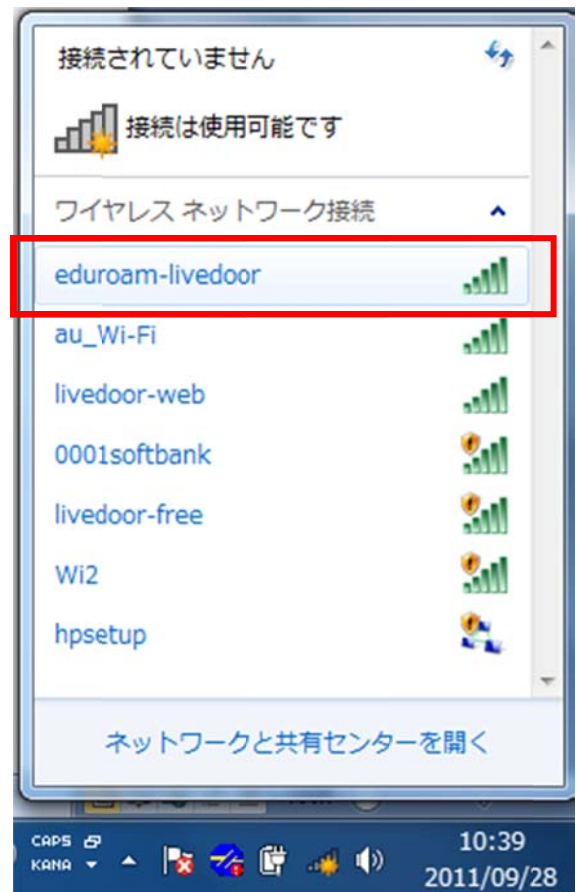 接続されていません
接続は使用可能です
ワイヤレス ネットワーク接続
eduroam-livedoor
au_Wi-Fi
livedoor-web
0001softbank
livedoor-free
Wi2
hpsetup
ネットワークと共有センターを開く
CAPS
KANA
10:39
2011/09/28